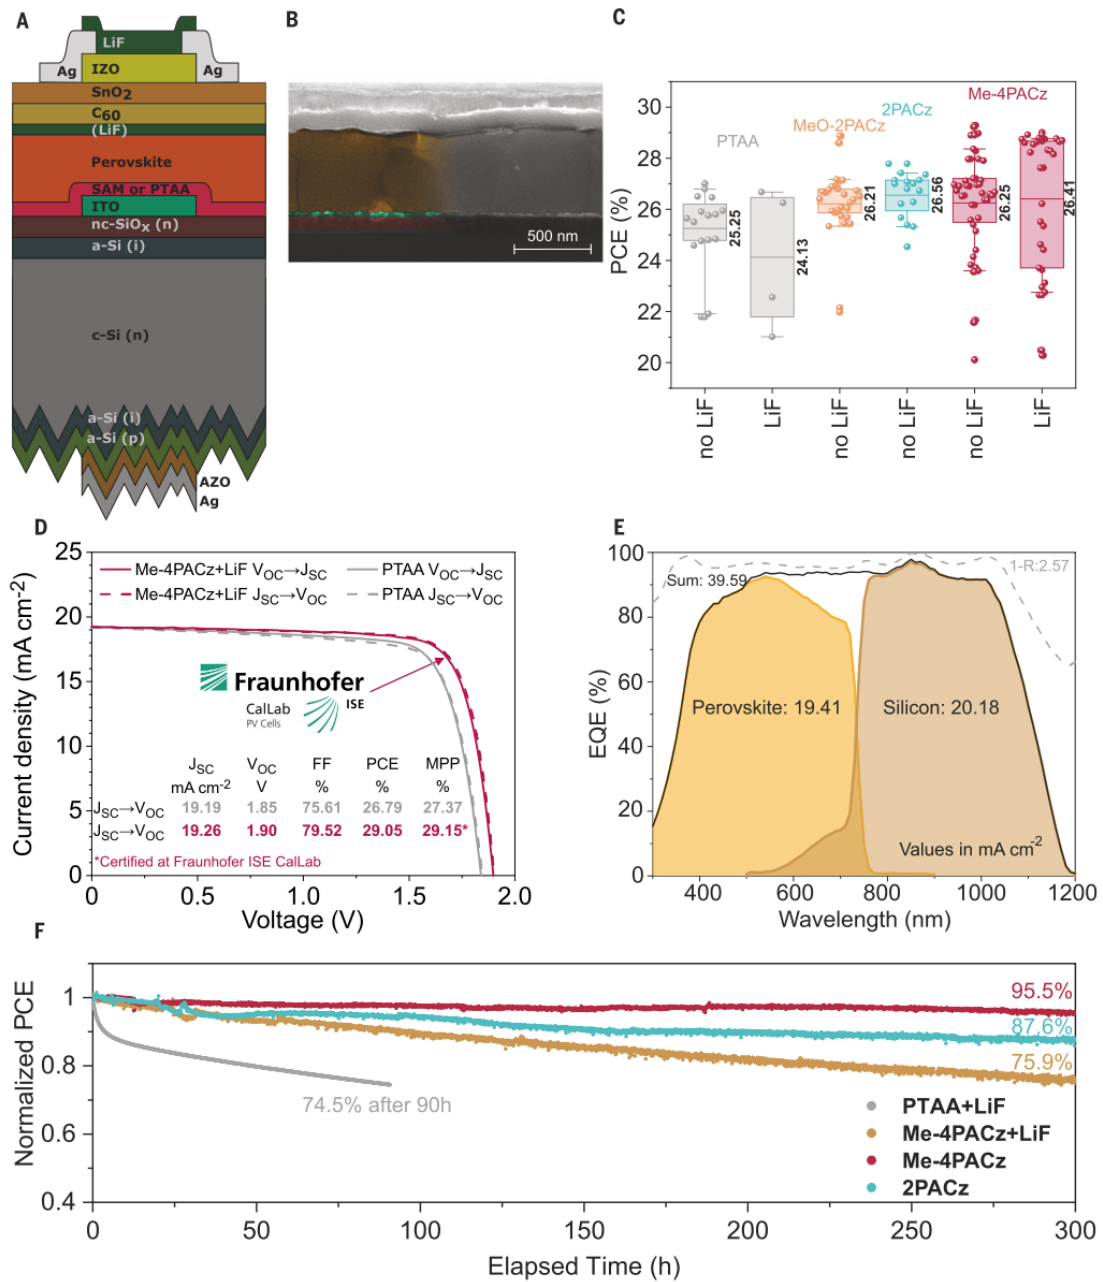 A
LiF
Ag
IZO
Ag
SnO2
C60
(LiF)
Perovskite
SAM or PTAA
ITO
nc-SiOx (n)
a-Si (i)
c-Si (n)
a-Si (i)
a-Si (p)
AZO
Ag
B
500 nm
C
PCE (%)
30
28
26
24
22
20
PTAA
MeO-2PACz
2PACz
Me-4PACz
25.25
24.13
26.21
26.56
26.25
26.41
no LiF
LiF
no LiF
no LiF
no LiF
LiF
D
Current density (mA cm-2)
25
20
15
10
5
0
Me-4PACz+LiF VOC→JSC
PTAA VOC→JSC
Me-4PACz+LiF JSC→VOC
PTAA JSC→VOC
Fraunhofer
ISE
CalLab
PV Cells
JSC VOC FF PCE MPP
mA cm-2 V % % %
JSC→VOC 19.19 1.85 75.61 26.79 27.37
JSC→VOC 19.26 1.90 79.52 29.05 29.15*
*Certified at Fraunhofer ISE CalLab
0 0.5 1.0 1.5 2.0
Voltage (V)
E
EQE (%)
100
80
60
40
20
0
Sum: 39.59
1-R:2.57
Perovskite: 19.41
Silicon: 20.18
Values in mA cm-2
400 600 800 1000 1200
Wavelength (nm)
F
Normalized PCE
1
0.8
0.6
0.4
95.5%
87.6%
75.9%
74.5% after 90h
PTAA+LiF
Me-4PACz+LiF
Me-4PACz
2PACz
0 50 100 150 200 250 300
Elapsed Time (h)